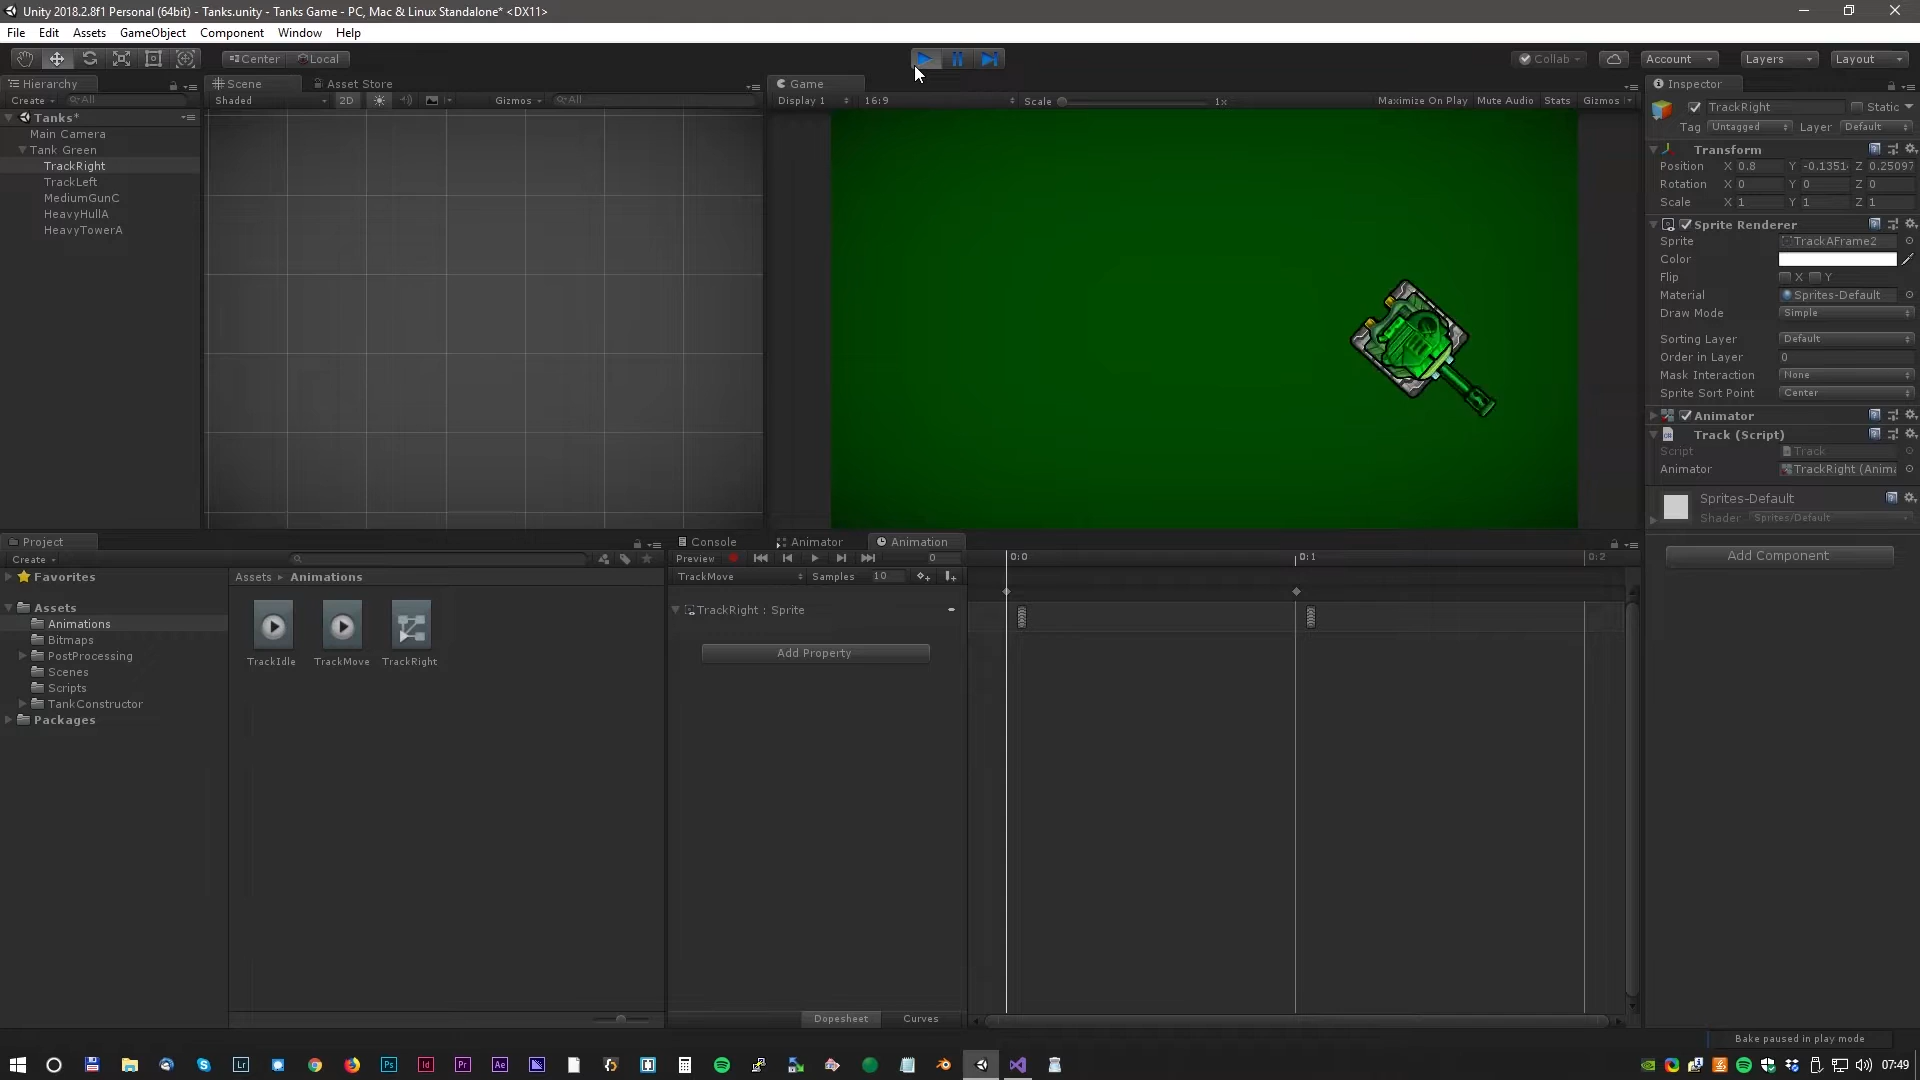 Unity 2018.2.8f1 Personal (64bit) - Tanks.unity - Tanks Game - PC, Mac & Linux Standalone* <DX11>
File Edit Assets GameObject Component Window Help
Center Local
Collab Account Layers Layout
Hierarchy
Create All
Tanks*
Main Camera
Tank Green
TrackRight
TrackLeft
MediumGunC
HeavyHullA
HeavyTowerA
Scene Asset Store
Shaded 2D Gizmos All
Game
Display 1 16:9 Scale 1x Maximize On Play Mute Audio Stats Gizmos
Inspector
TrackRight Static
Tag Untagged Layer Default
Transform
Position X 0.8 Y -0.1351 Z 0.25097
Rotation X 0 Y 0 Z 0
Scale X 1 Y 1 Z 1
Sprite Renderer
Sprite TrackAFrame2
Color
Flip X Y
Material Sprites-Default
Draw Mode Simple
Sorting Layer Default
Order in Layer 0
Mask Interaction None
Sprite Sort Point Center
Animator
Track (Script)
Script Track
Animator TrackRight (Anima
Sprites-Default
Shader Sprites/Default
Add Component
Project
Create
Favorites
Assets
Animations
Bitmaps
PostProcessing
Scenes
Scripts
TankConstructor
Packages
Assets Animations
TrackIdle TrackMove TrackRight
Console Animator Animation
Preview 0
TrackMove Samples 10
TrackRight : Sprite
Add Property
0:0 0:1 0:2
Dopesheet Curves
Bake paused in play mode
Lr Ps Id Pr Ae
07:49